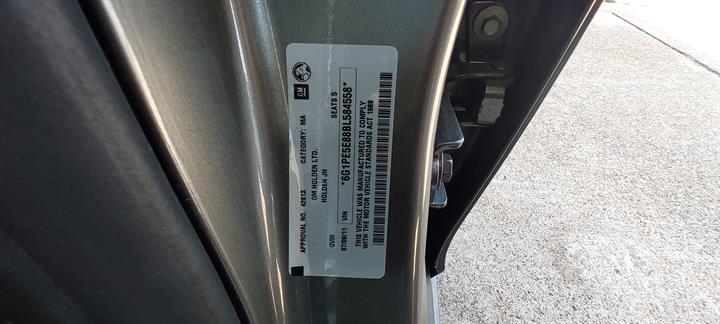 GM
APPROVAL NO. 42813 CATEGORY: MA
GM HOLDEN LTD.
HOLDEN JH SEATS 5
GVM
07/09/11 VIN *6G1PE5E88BL584558*
THIS VEHICLE WAS MANUFACTURED TO COMPLY
WITH THE MOTOR VEHICLE STANDARDS ACT 1989